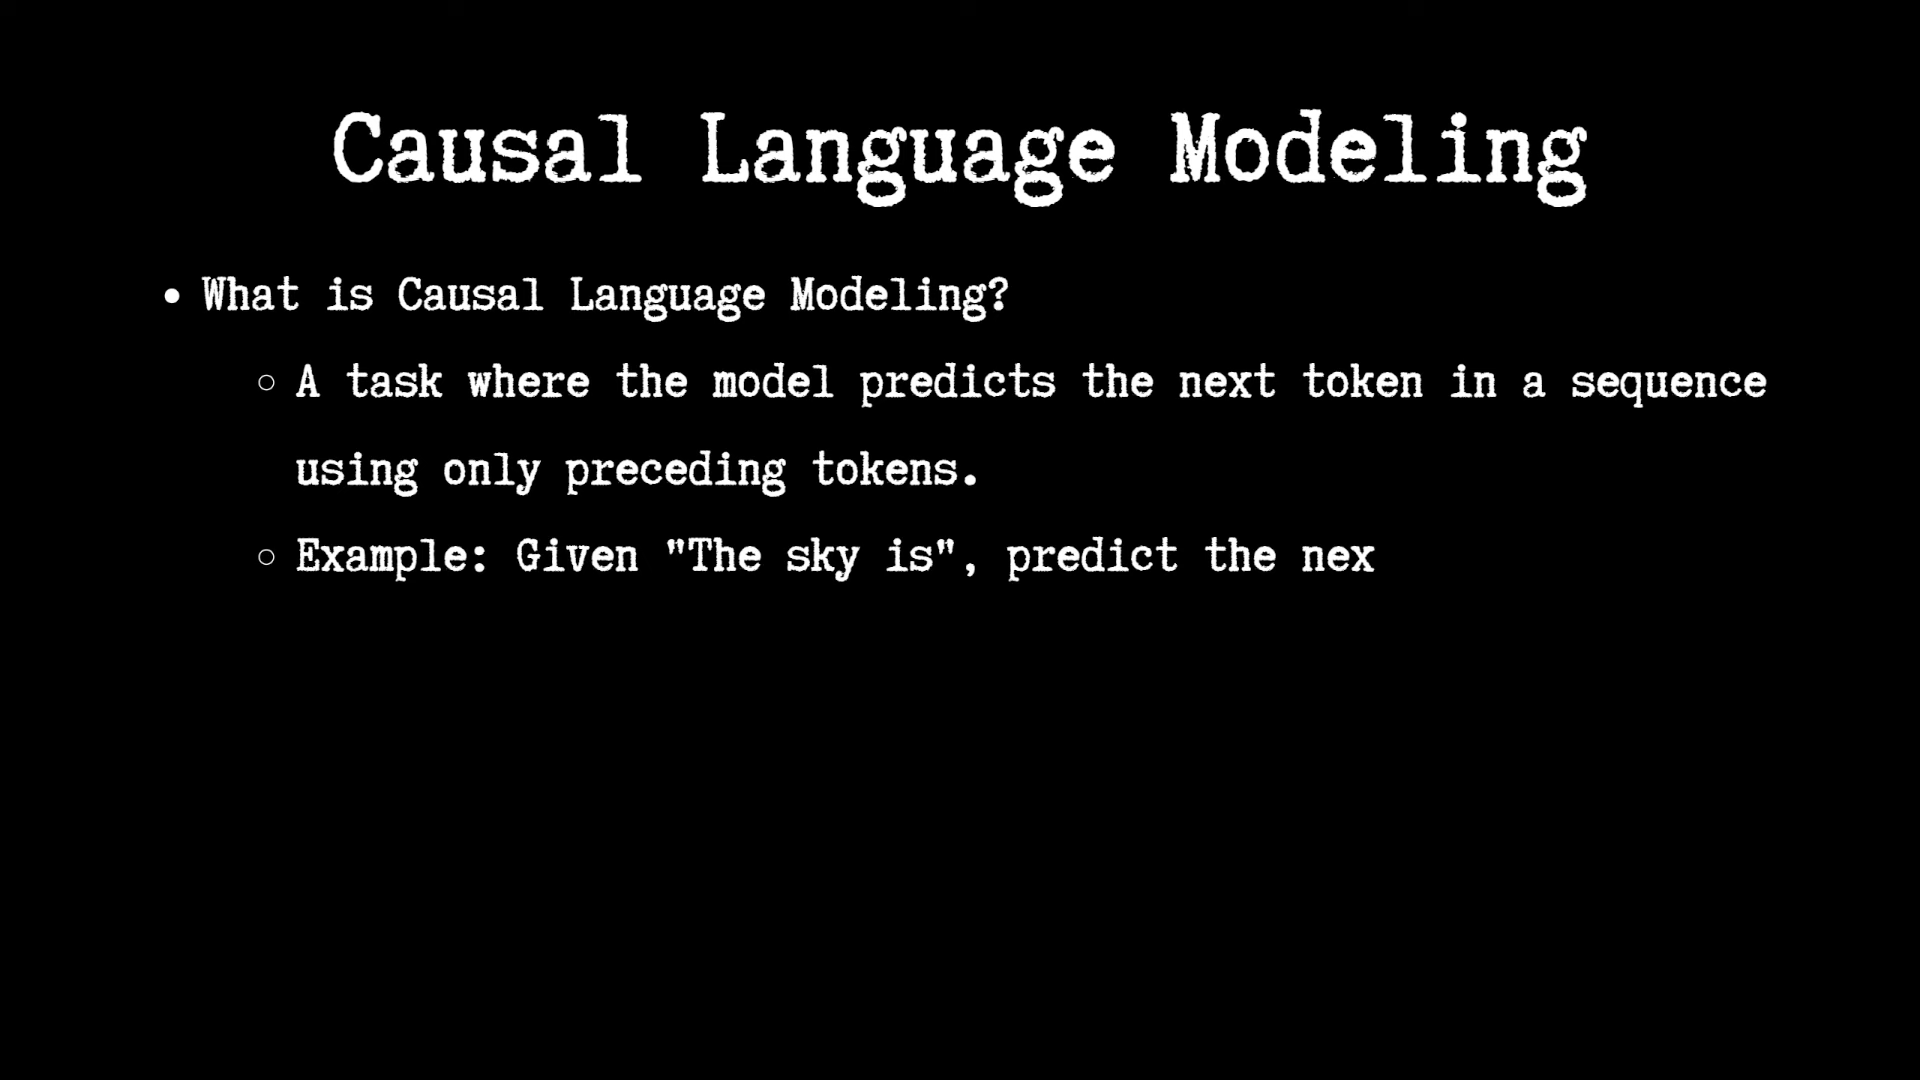 Causal Language Modeling
• What is Causal Language Modeling?
○ A task where the model predicts the next token in a sequence
using only preceding tokens.
○ Example: Given "The sky is", predict the nex